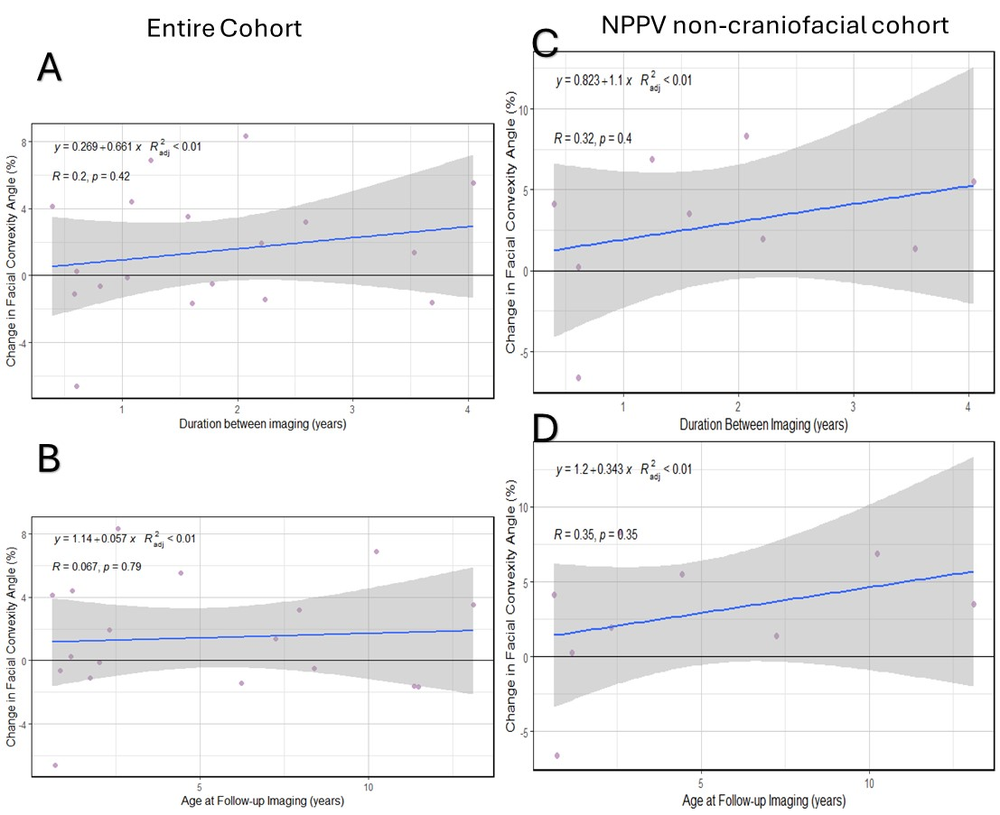 Entire Cohort
NPPV non-craniofacial cohort
A
y = 0.269+0.661 x R²adj < 0.01
R = 0.2, p = 0.42
Change in Facial Convexity Angle (%)
8
4
0
-4
1
2
3
4
Duration between imaging (years)
B
y = 1.14+0.057 x R²adj < 0.01
R = 0.067, p = 0.79
Change in Facial Convexity Angle (%)
8
4
0
-4
5
10
Age at Follow-up Imaging (years)
C
y = 0.823+1.1 x R²adj < 0.01
R = 0.32, p = 0.4
Change in Facial Convexity Angle (%)
10
5
0
-5
1
2
3
4
Duration Between Imaging (years)
D
y = 1.2+0.343 x R²adj < 0.01
R = 0.35, p = 0.35
Change in Facial Convexity Angle (%)
10
5
0
-5
5
10
Age at Follow-up Imaging (years)